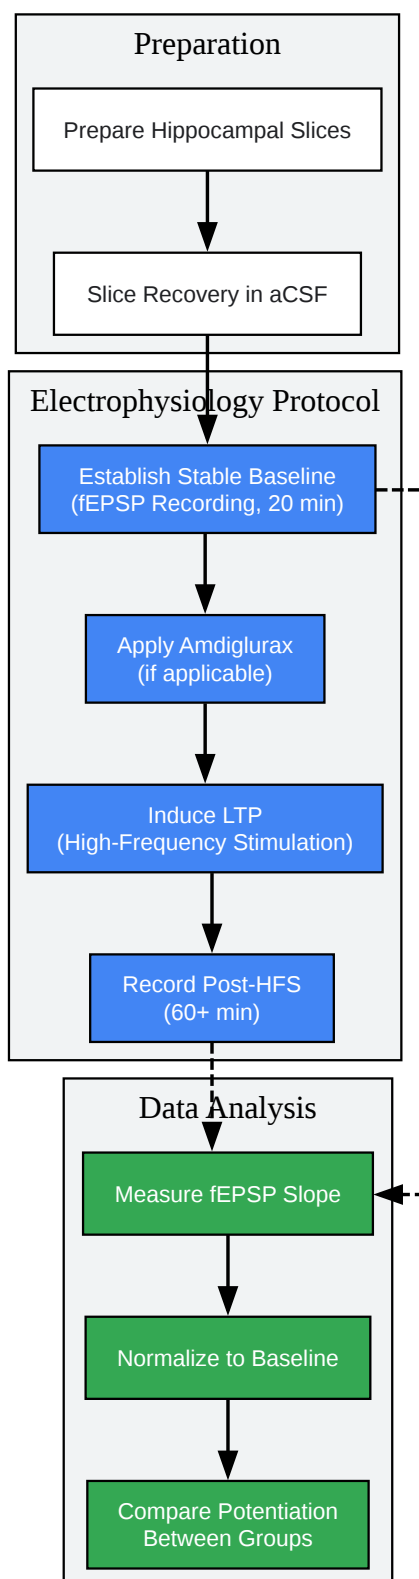 Preparation
Prepare Hippocampal Slices
Slice Recovery in aCSF
Electrophysiology Protocol
Establish Stable Baseline
(fEPSP Recording, 20 min)
Apply Amdiglurax
(if applicable)
Induce LTP
(High-Frequency Stimulation)
Record Post-HFS
(60+ min)
Data Analysis
Measure fEPSP Slope
Normalize to Baseline
Compare Potentiation
Between Groups